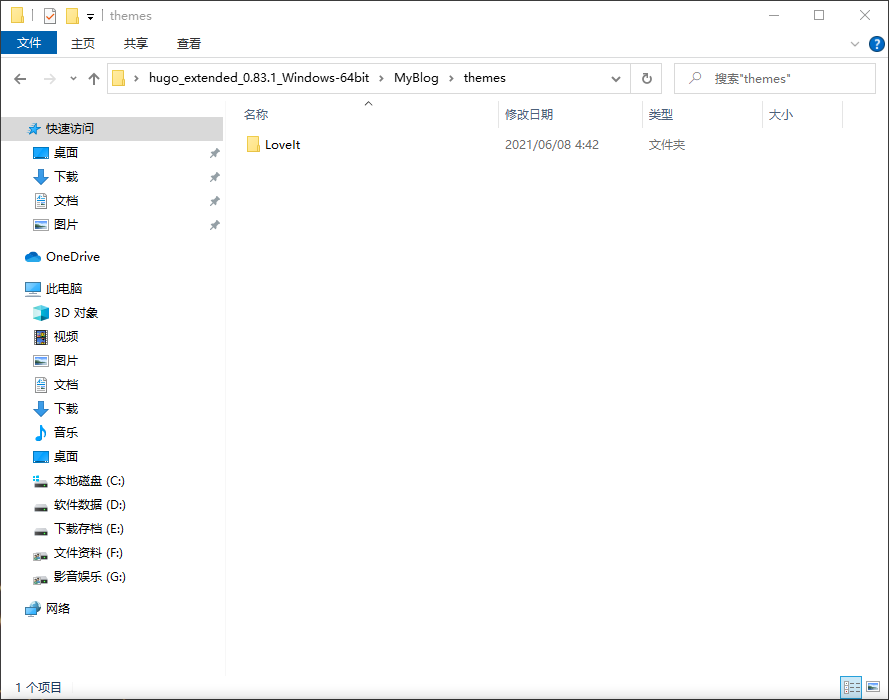 themes
文件 主页 共享 查看
hugo_extended_0.83.1_Windows-64bit › MyBlog › themes 搜索"themes"
名称 修改日期 类型 大小
LoveIt 2021/06/08 4:42 文件夹
快速访问
桌面
下载
文档
图片
OneDrive
此电脑
3D 对象
视频
图片
文档
下载
音乐
桌面
本地磁盘 (C:)
软件数据 (D:)
下载存档 (E:)
文件资料 (F:)
影音娱乐 (G:)
网络
1 个项目